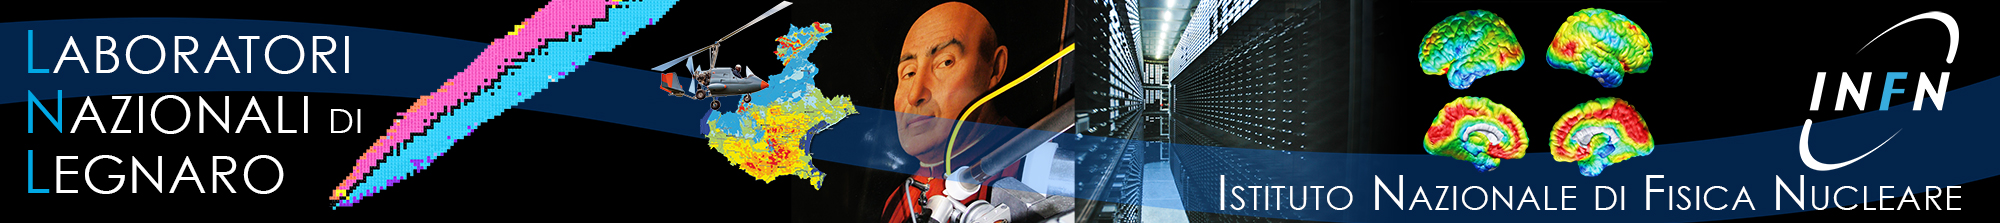 LABORATORI
NAZIONALI DI
LEGNARO
INFN
ISTITUTO NAZIONALE DI FISICA NUCLEARE